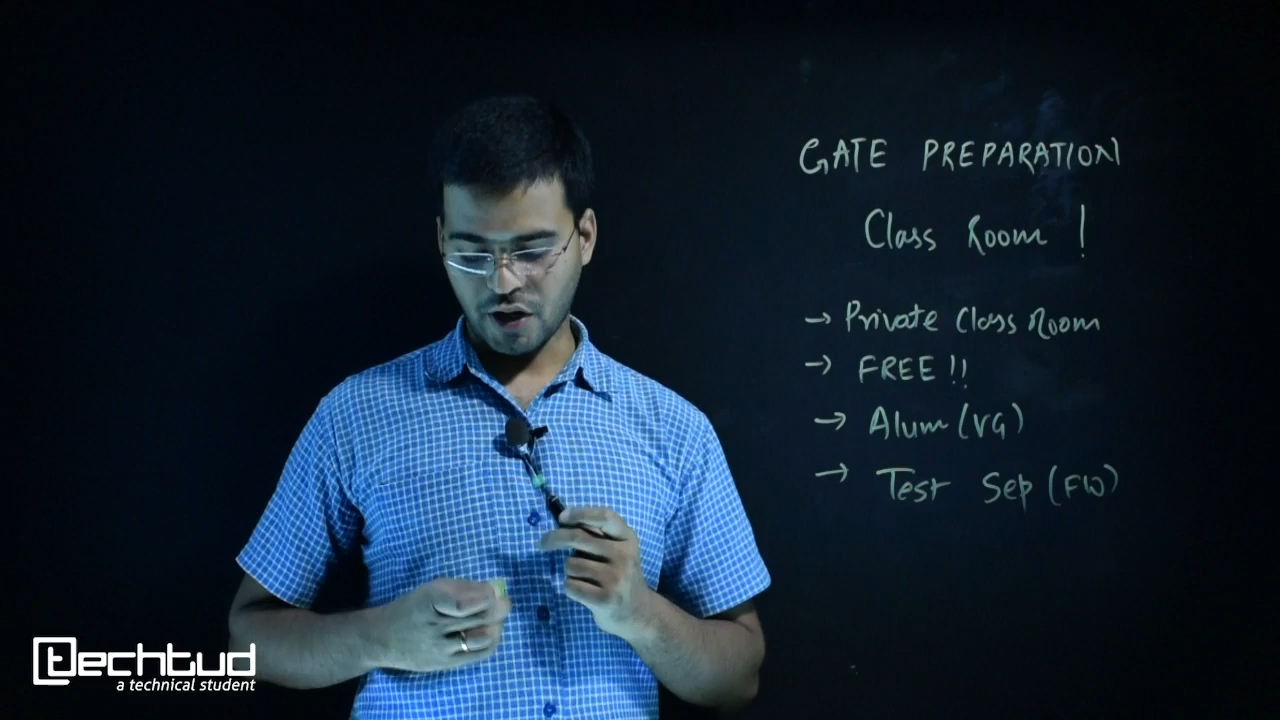 GATE PREPARATION
Class Room !
→ Private Class Room
→ FREE !!
→ Alum (VG)
→ Test Sep (FW)
techtud
a technical student